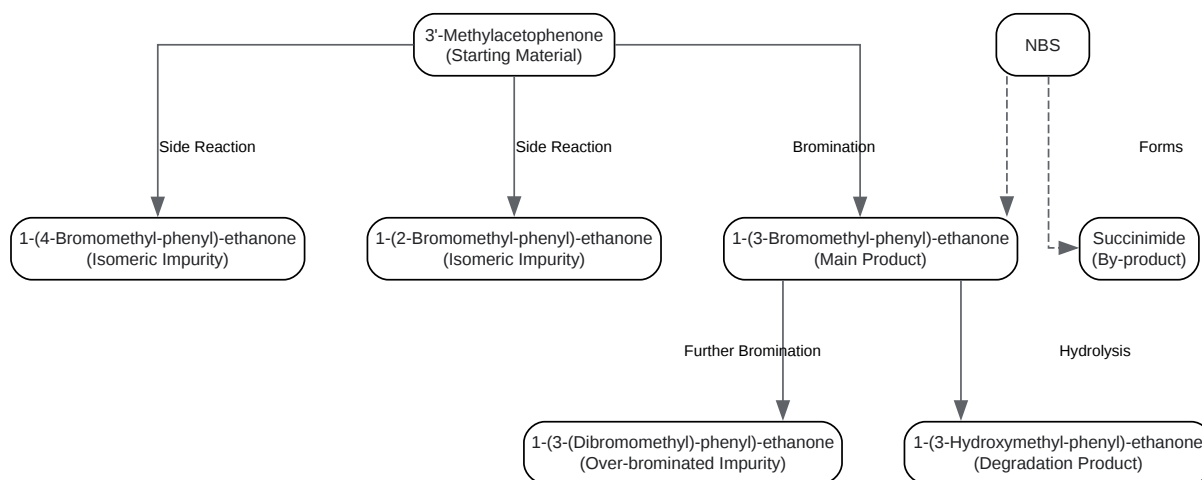 3'-Methylacetophenone
(Starting Material)
NBS
Side Reaction
Side Reaction
Bromination
Forms
1-(4-Bromomethyl-phenyl)-ethanone
(Isomeric Impurity)
1-(2-Bromomethyl-phenyl)-ethanone
(Isomeric Impurity)
1-(3-Bromomethyl-phenyl)-ethanone
(Main Product)
Succinimide
(By-product)
Further Bromination
Hydrolysis
1-(3-(Dibromomethyl)-phenyl)-ethanone
(Over-brominated Impurity)
1-(3-Hydroxymethyl-phenyl)-ethanone
(Degradation Product)